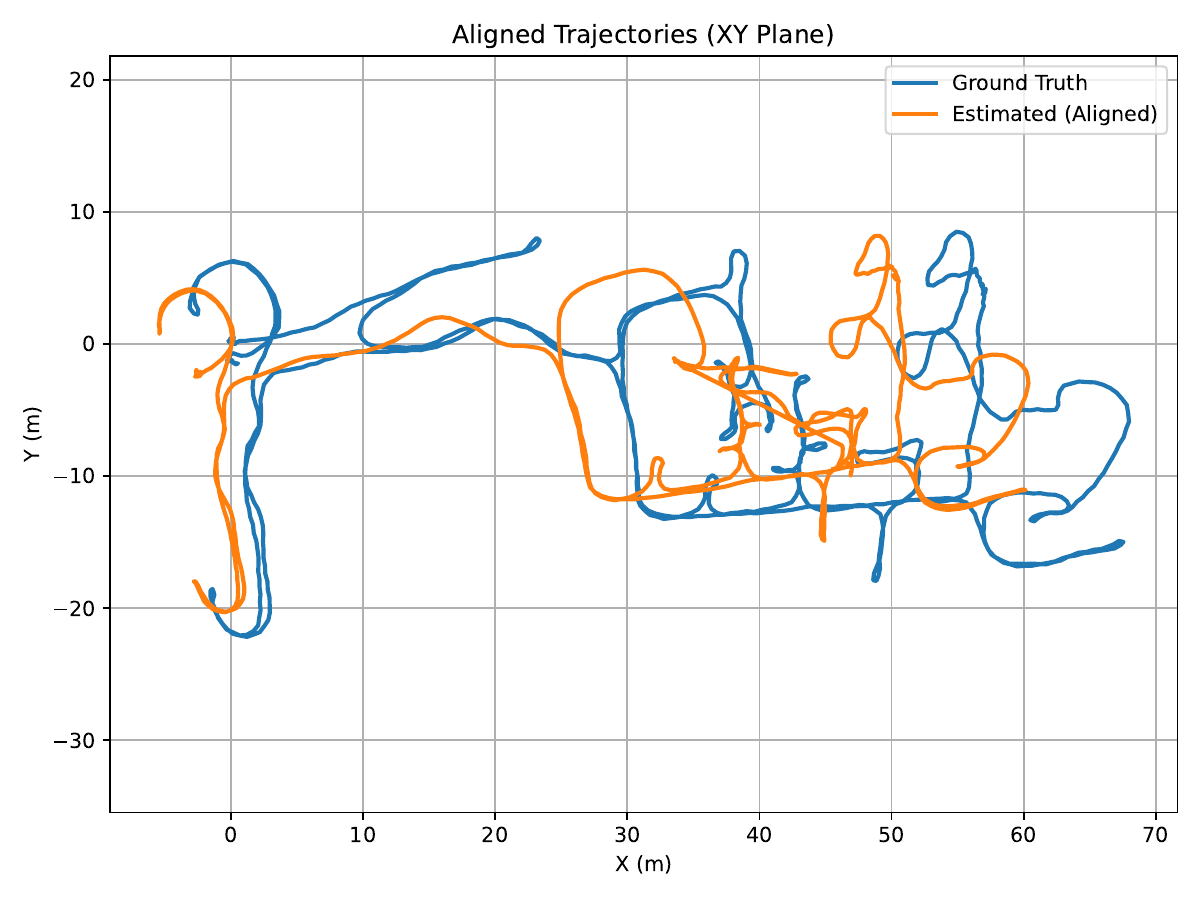 Aligned Trajectories (XY Plane)
Ground Truth
Estimated (Aligned)
20
10
0
−10
−20
−30
Y (m)
0 10 20 30 40 50 60 70
X (m)